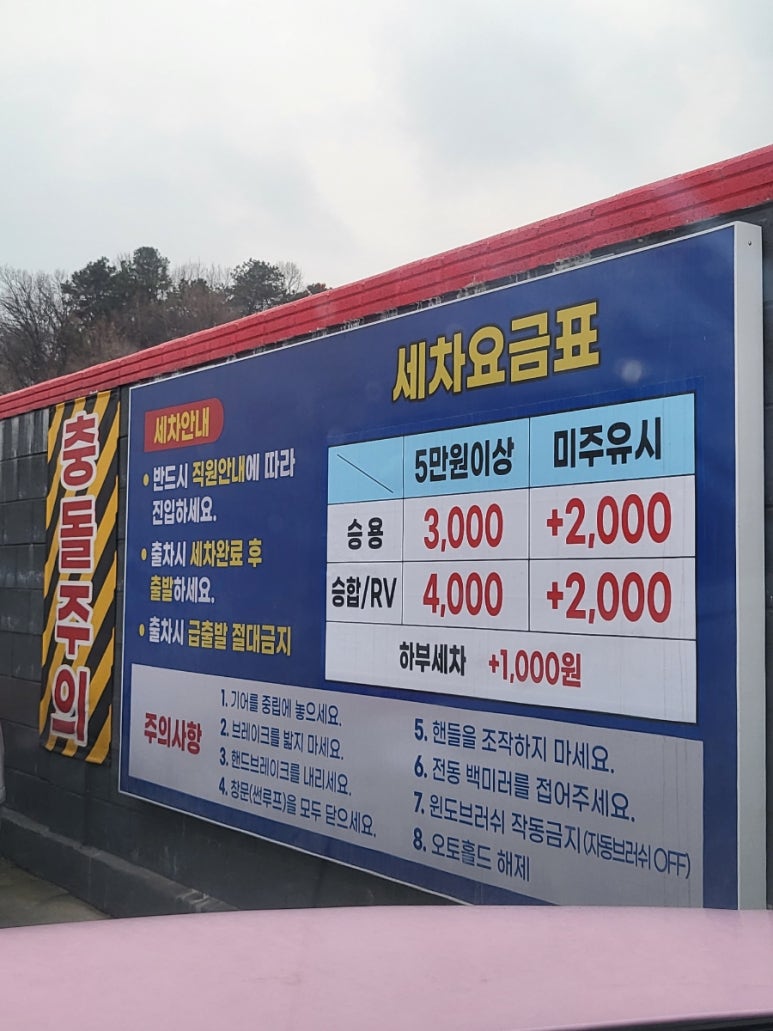 충돌주의
세차요금표
세차안내
• 반드시 직원안내에 따라
진입하세요.
• 출차시 세차완료 후
출발하세요.
• 출차시 급출발 절대금지
5만원이상 미주유시
승용 3,000 +2,000
승합/RV 4,000 +2,000
하부세차 +1,000원
주의사항
1. 기어를 중립에 놓으세요.
2. 브레이크를 밟지 마세요.
3. 핸드브레이크를 내리세요.
4. 창문(썬루프)을 모두 닫으세요.
5. 핸들을 조작하지 마세요.
6. 전동 백미러를 접어주세요.
7. 윈도브러쉬 작동금지(자동브러쉬 OFF)
8. 오토홀드 해제